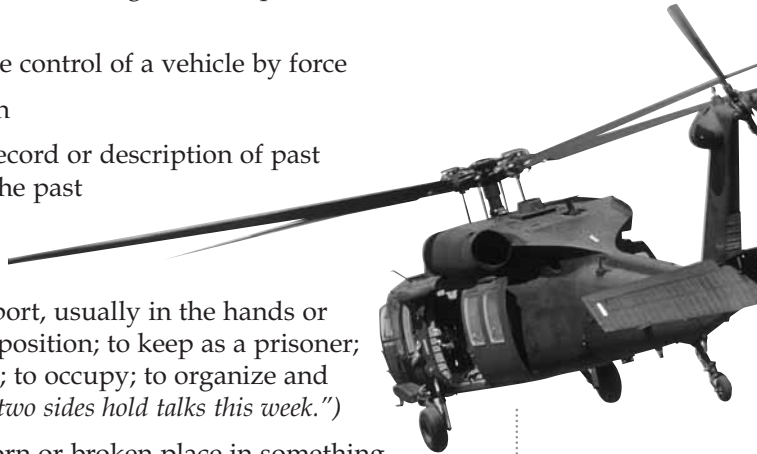 e control of a vehicle by force
ecord or description of past
he past
port, usually in the hands or
position; to keep as a prisoner;
; to occupy; to organize and
two sides hold talks this week.”)
rn or broken place in something